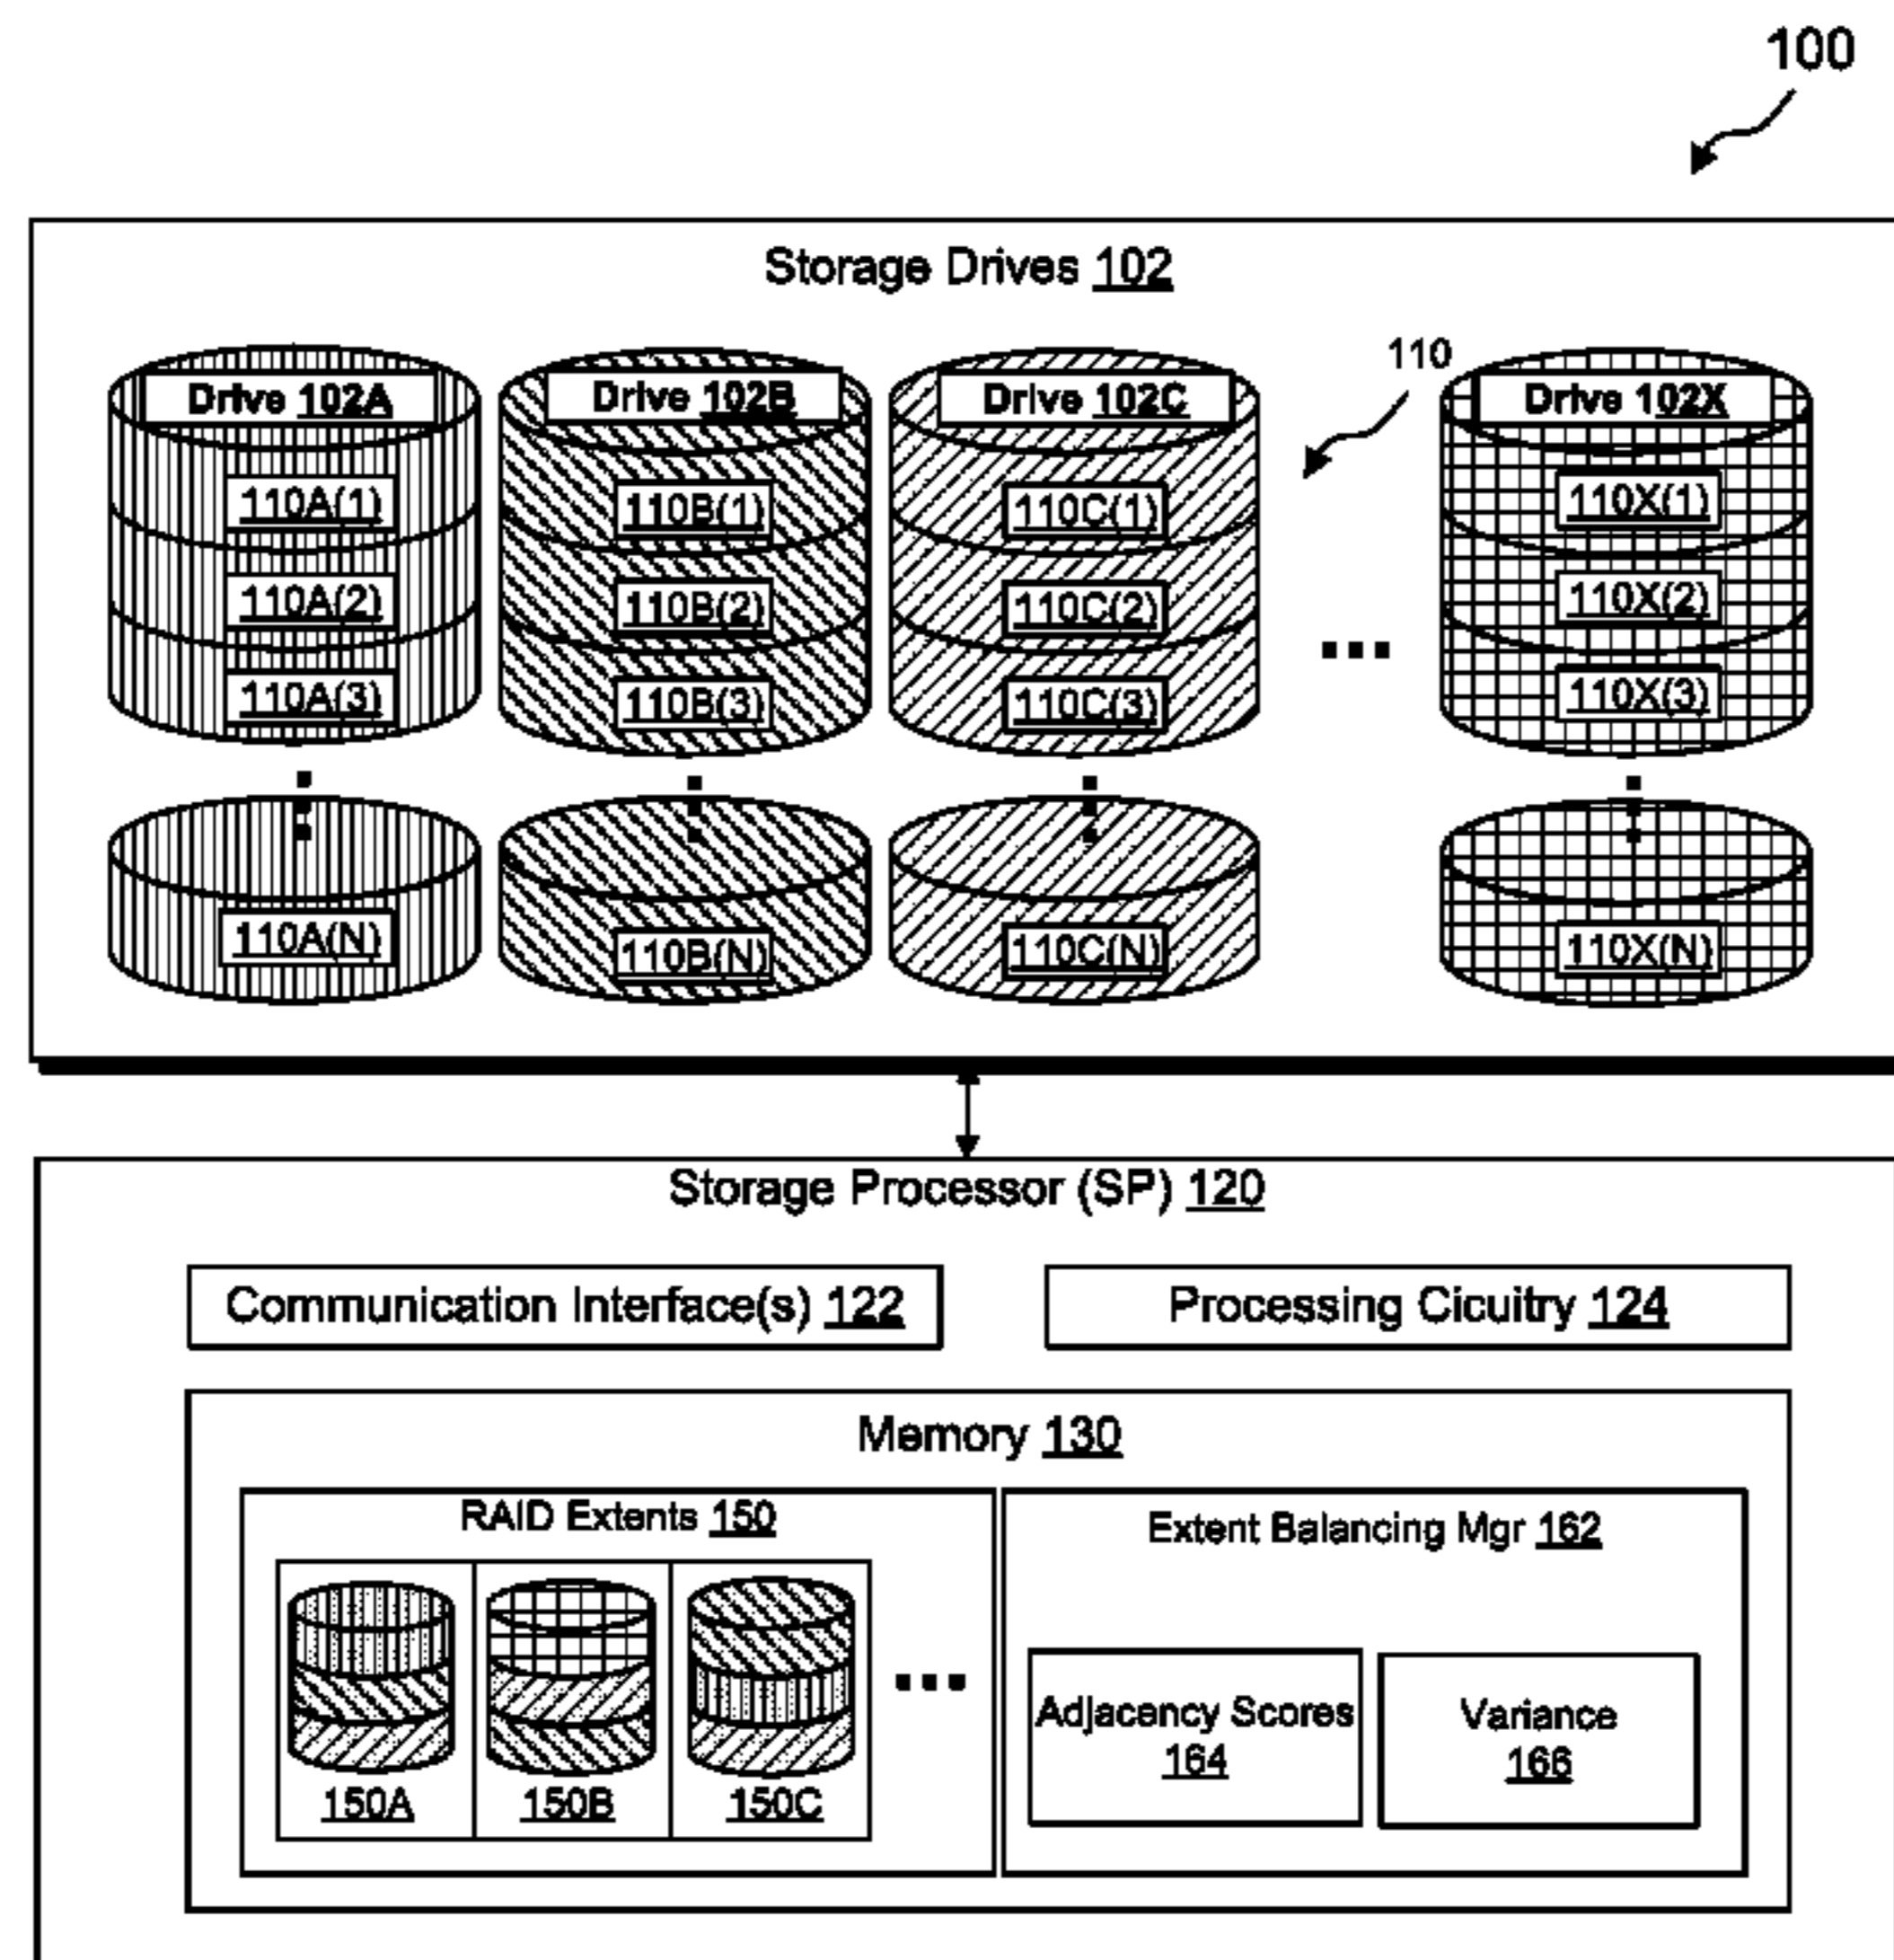 100
Storage Drives 102
110
Drive 102A Drive 102B Drive 102C Drive 102X
110A(1) 110B(1) 110C(1) 110X(1)
110A(2) 110B(2) 110C(2) 110X(2)
110A(3) 110B(3) 110C(3) 110X(3)
110A(N) 110B(N) 110C(N) 110X(N)
Storage Processor (SP) 120
Communication Interface(s) 122 Processing Cicuitry 124
Memory 130
RAID Extents 150
150A 150B 150C
Extent Balancing Mgr 162
Adjacency Scores
164
Variance
166